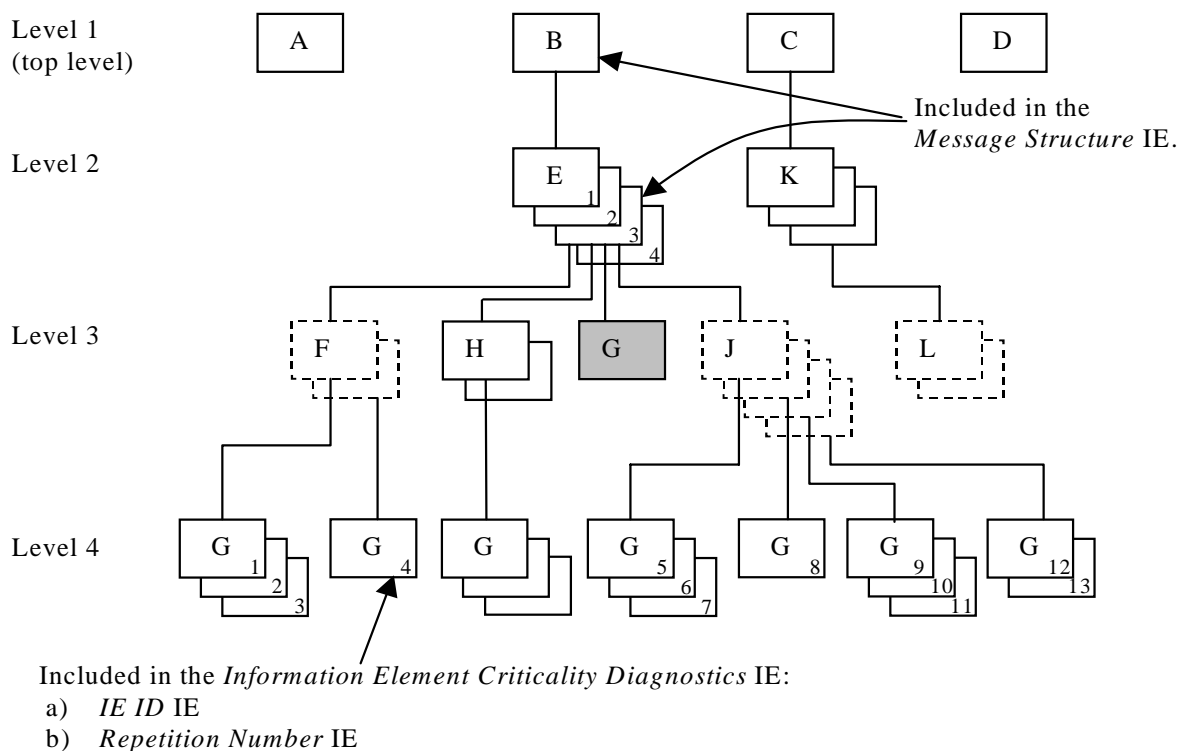 Level 1
(top level)
A
B
C
D
Included in the
Message Structure IE.
Level 2
E
1
2
3
4
K
Level 3
F
H
G
J
L
Level 4
G
1
2
3
G
4
G
G
5
6
7
G
8
G
9
10
11
G
12
13
Included in the Information Element Criticality Diagnostics IE:
a) IE ID IE
b) Repetition Number IE